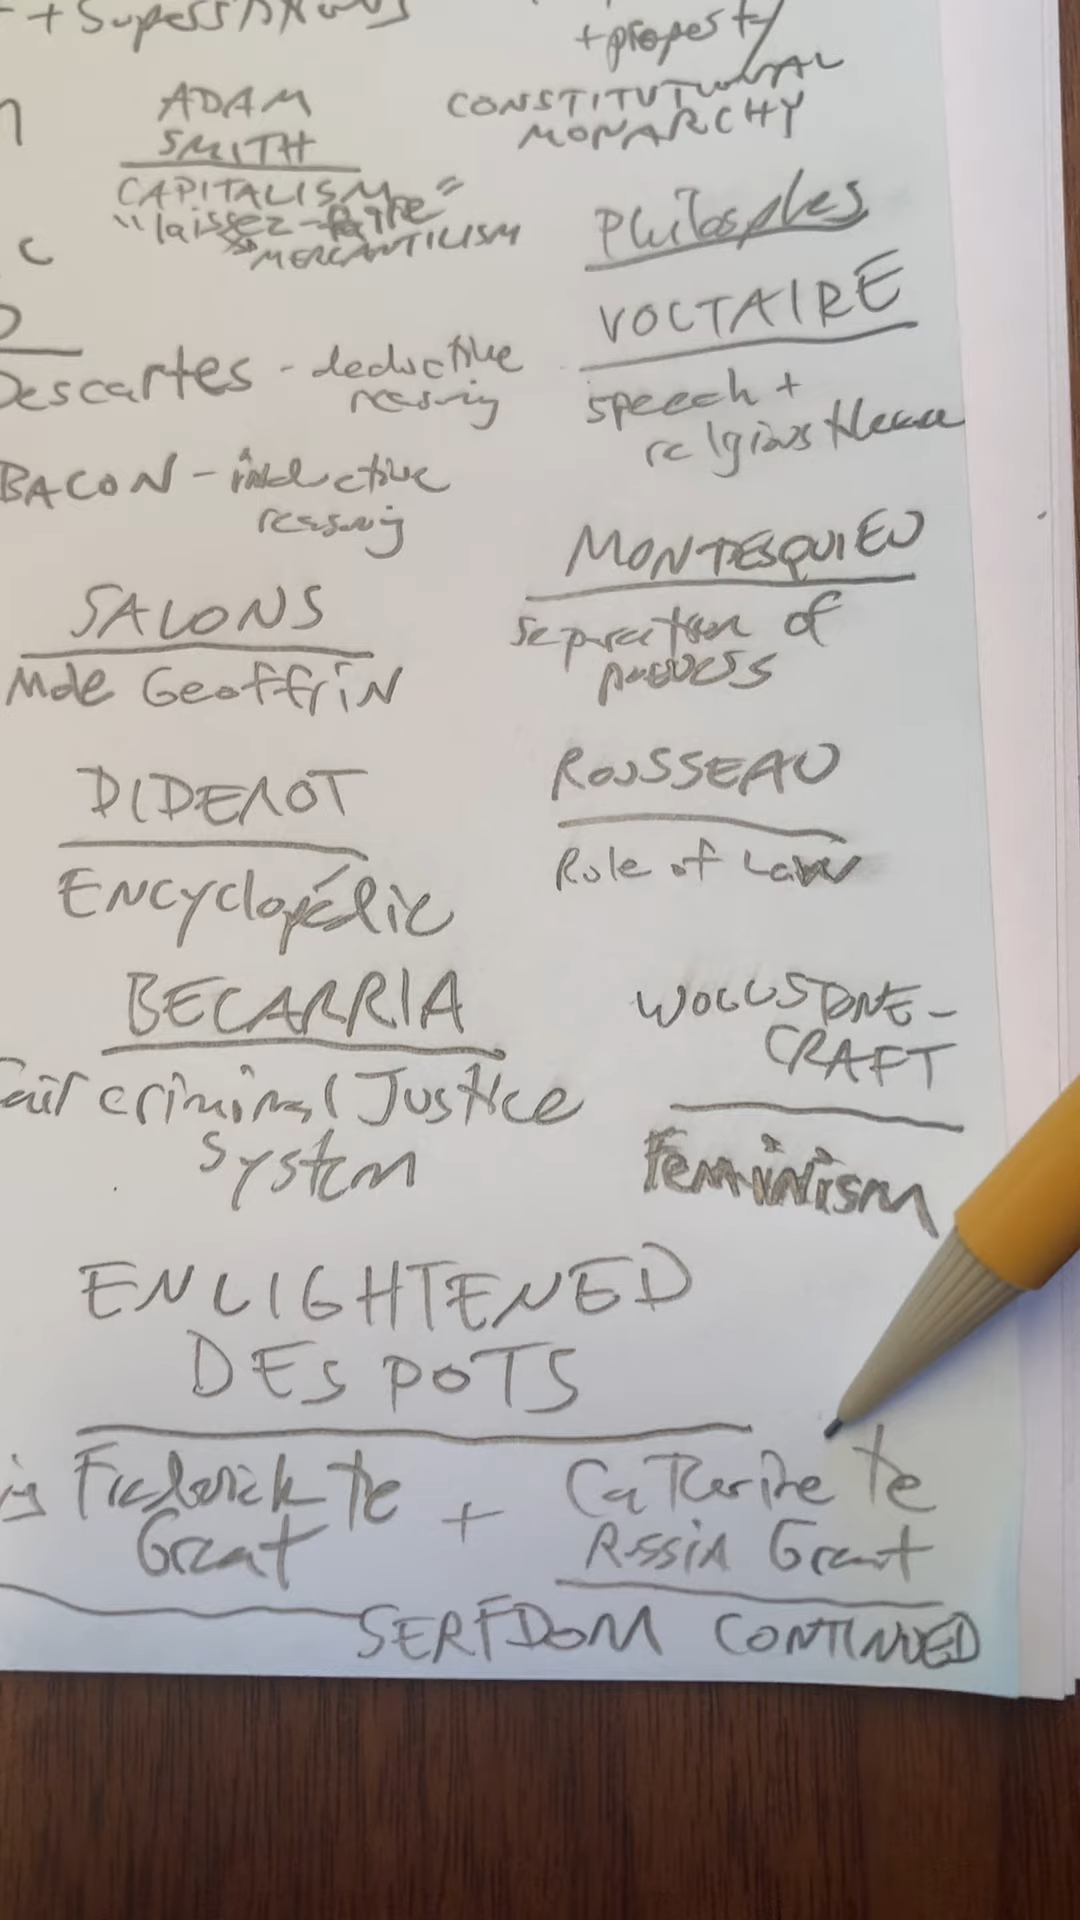 + Superstitions
+ property
CONSTITUTIONAL
MONARCHY
ADAM
SMITH
CAPITALISM
"laissez-faire"
MERCANTILISM
Philosophes
VOLTAIRE
speech +
religious tolerance
Descartes - deductive
reasoning
BACON - inductive
reasoning
MONTESQUIEU
separation of
powers
SALONS
Mde Geoffrin
ROUSSEAU
Role of Law
DIDEROT
Encyclopédie
BECARRIA
Fair criminal Justice
System
WOLLSTONE-
CRAFT
Feminism
ENLIGHTENED
DESPOTS
Frederick the
Great
+
Catherine the
Russia Great
SERFDOM CONTINUED